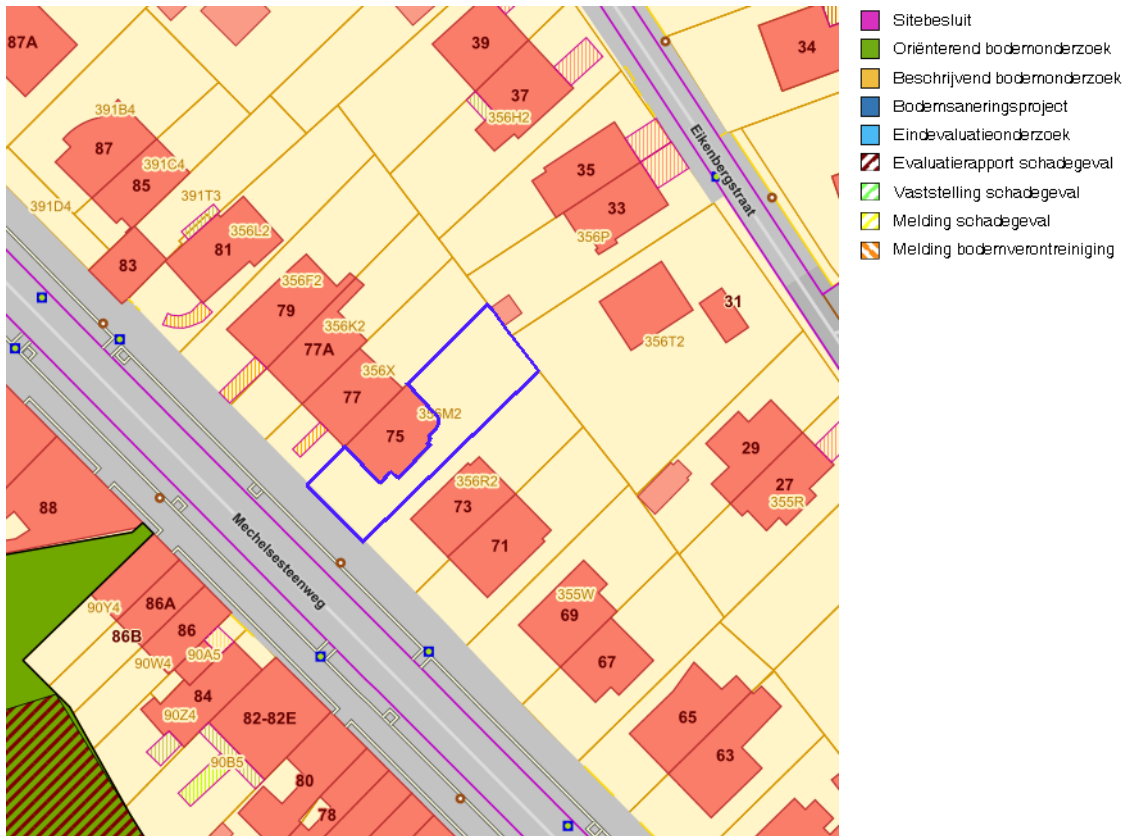 87A
39
34
37
391B4
356H2
87
391C4
35
85
Eikenbergstraat
391T3
391D4
33
356L2
356P
81
83
356F2
31
79
356K2
356T2
77A
356X
77
356M2
75
29
27
355R
356R2
73
88
Mechelsesteenweg
71
86A
90Y4
355W
86
86B
69
90A5
90W4
67
84
90Z4
82-82E
65
63
90B5
80
78
Sitebesluit
Oriënterend bodemonderzoek
Beschrijvend bodemonderzoek
Bodemsaneringsproject
Eindevaluatieonderzoek
Evaluatierapport schadegeval
Vaststelling schadegeval
Melding schadegeval
Melding bodemverontreiniging